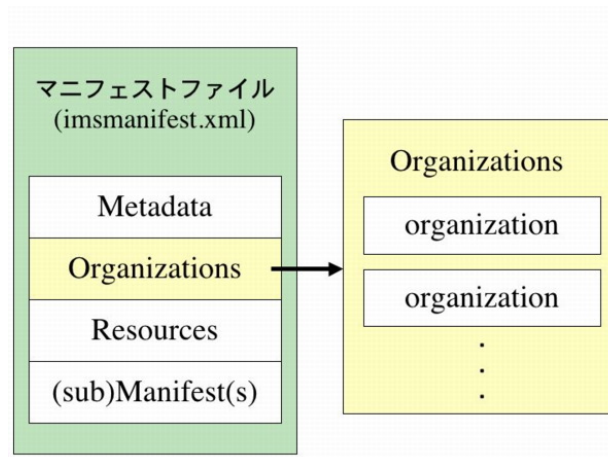 マニフェストファイル
(imsmanifest.xml)
Metadata
Organizations
Resources
(sub)Manifest(s)
Organizations
organization
organization
.
.
.